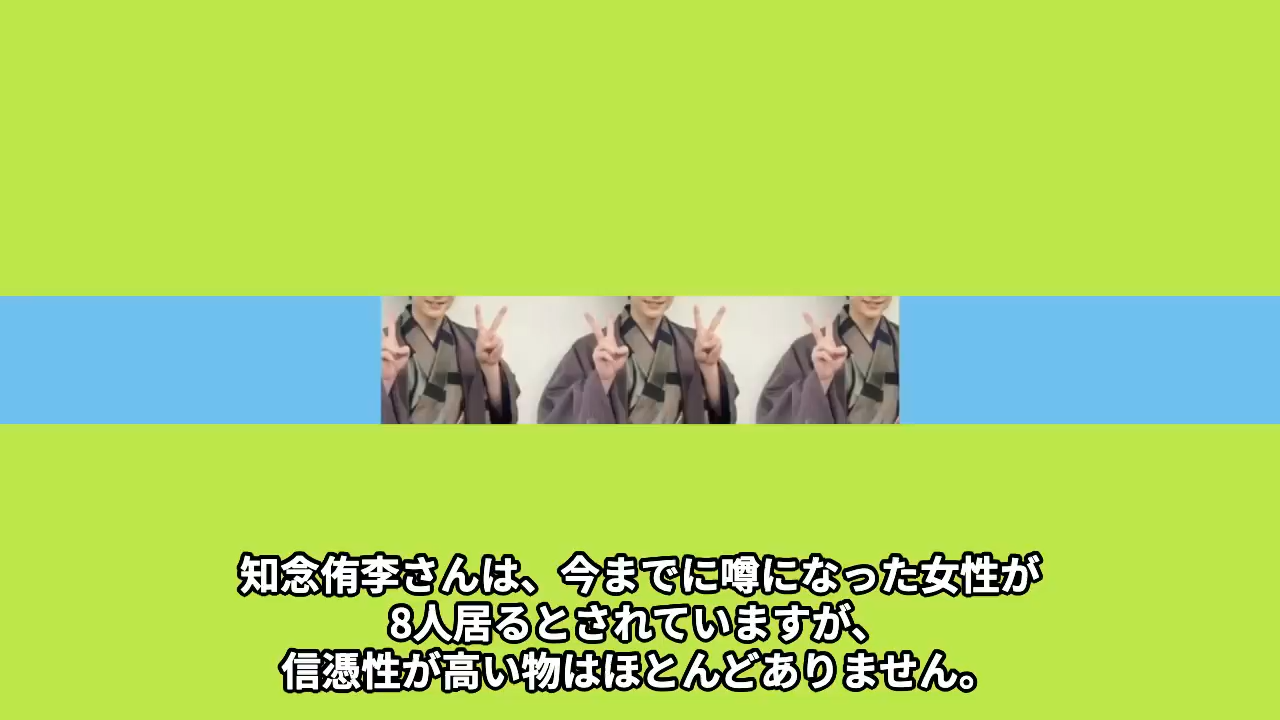 知念侑李さんは、今までに噂になった女性が
8人居るとされていますが、
信憑性が高い物はほとんどありません。